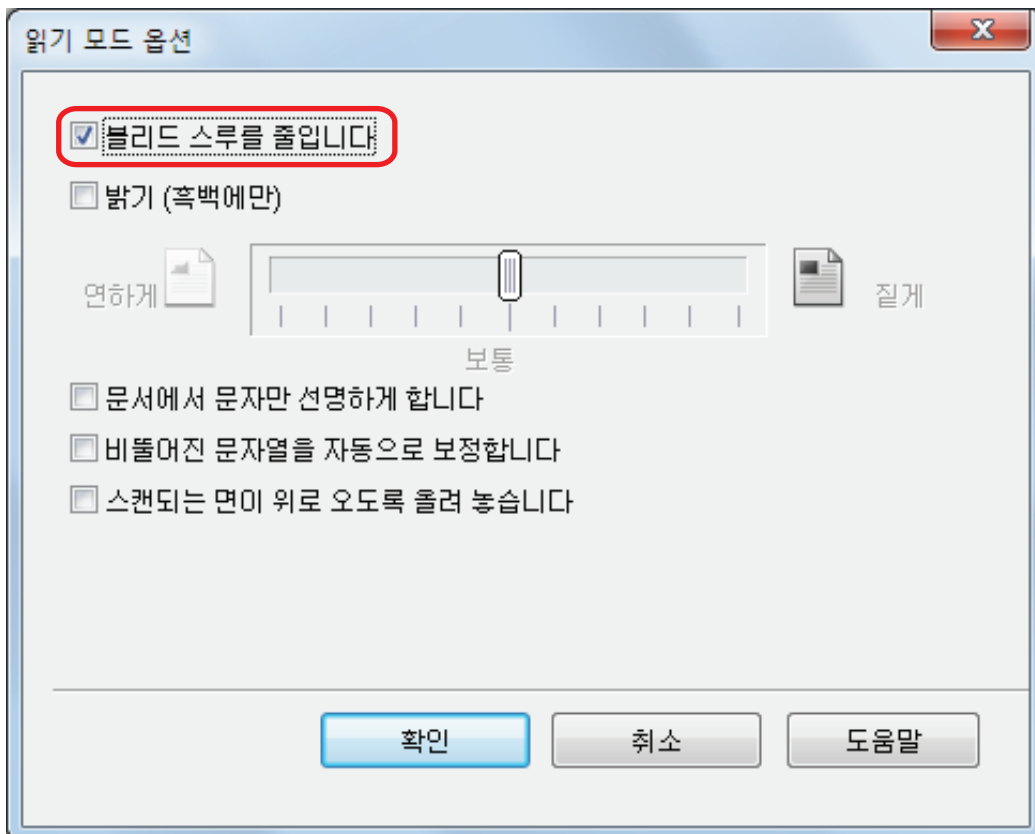 읽기 모드 옵션
블리드 스루를 줄입니다
밝기 (흑백에만)
연하게
짙게
보통
문서에서 문자만 선명하게 합니다
비뚤어진 문자열을 자동으로 보정합니다
스캔되는 면이 위로 오도록 올려 놓습니다
확인
취소
도움말